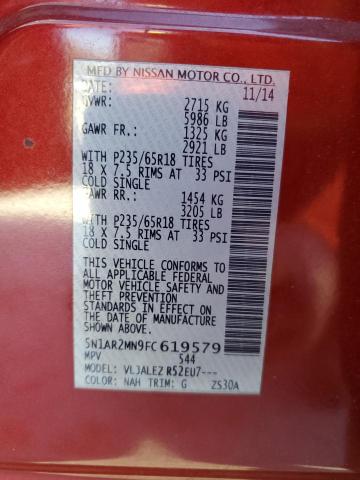 MFD BY NISSAN MOTOR CO., LTD.
DATE: 11/14
GVWR: 2715 KG
5986 LB
GAWR FR.: 1325 KG
2921 LB
WITH P235/65R18 TIRES
18 X 7.5 RIMS AT 33 PSI
COLD SINGLE
GAWR RR.: 1454 KG
3205 LB
WITH P235/65R18 TIRES
18 X 7.5 RIMS AT 33 PSI
COLD SINGLE
THIS VEHICLE CONFORMS TO
ALL APPLICABLE FEDERAL
MOTOR VEHICLE SAFETY AND
THEFT PREVENTION
STANDARDS IN EFFECT ON
THE DATE OF MANUFACTURE
SHOWN ABOVE.
5N1AR2MN9FC619579
MPV 544
MODEL: VLJALEZ R52EU7---
COLOR: NAH TRIM: G ZS30A